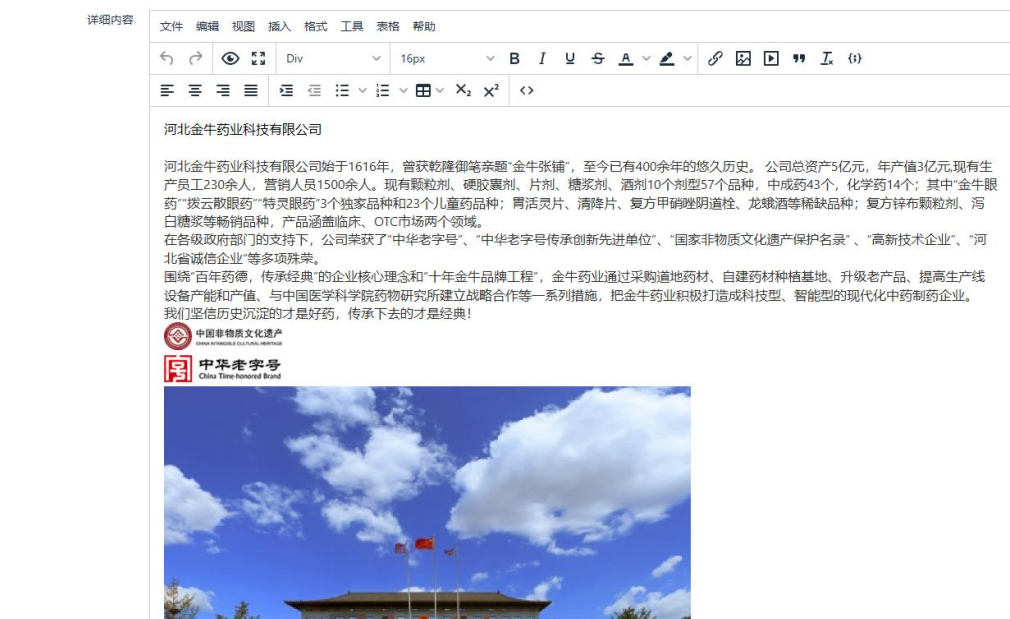 详细内容
文件 编辑 视图 插入 格式 工具 表格 帮助
Div 16px
河北金牛药业科技有限公司
河北金牛药业科技有限公司始于1616年，曾获乾隆御笔亲题“金牛张铺”，至今已有400余年的悠久历史。 公司总资产5亿元，年产值3亿元,现有生
产员工230余人，营销人员1500余人。现有颗粒剂、硬胶囊剂、片剂、糖浆剂、酒剂10个剂型57个品种，中成药43个，化学药14个；其中“金牛眼
药”“拨云散眼药”“特灵眼药”3个独家品种和23个儿童药品种；胃活灵片、清降片、复方甲硝唑阴道栓、龙蛾酒等稀缺品种；复方锌布颗粒剂、泻
白糖浆等畅销品种，产品涵盖临床、OTC市场两个领域。
在各级政府部门的支持下，公司荣获了“中华老字号”、“中华老字号传承创新先进单位”、“国家非物质文化遗产保护名录” 、“高新技术企业”、“河
北省诚信企业”等多项殊荣。
围绕“百年药德，传承经典”的企业核心理念和“十年金牛品牌工程”，金牛药业通过采购道地药材、自建药材种植基地、升级老产品、提高生产线
设备产能和产值、与中国医学科学院药物研究所建立战略合作等一系列措施，把金牛药业积极打造成科技型、智能型的现代化中药制药企业。
我们坚信历史沉淀的才是好药，传承下去的才是经典！
中国非物质文化遗产
CHINA INTANGIBLE CULTURAL HERITAGE
中华老字号
China Time-honored Brand